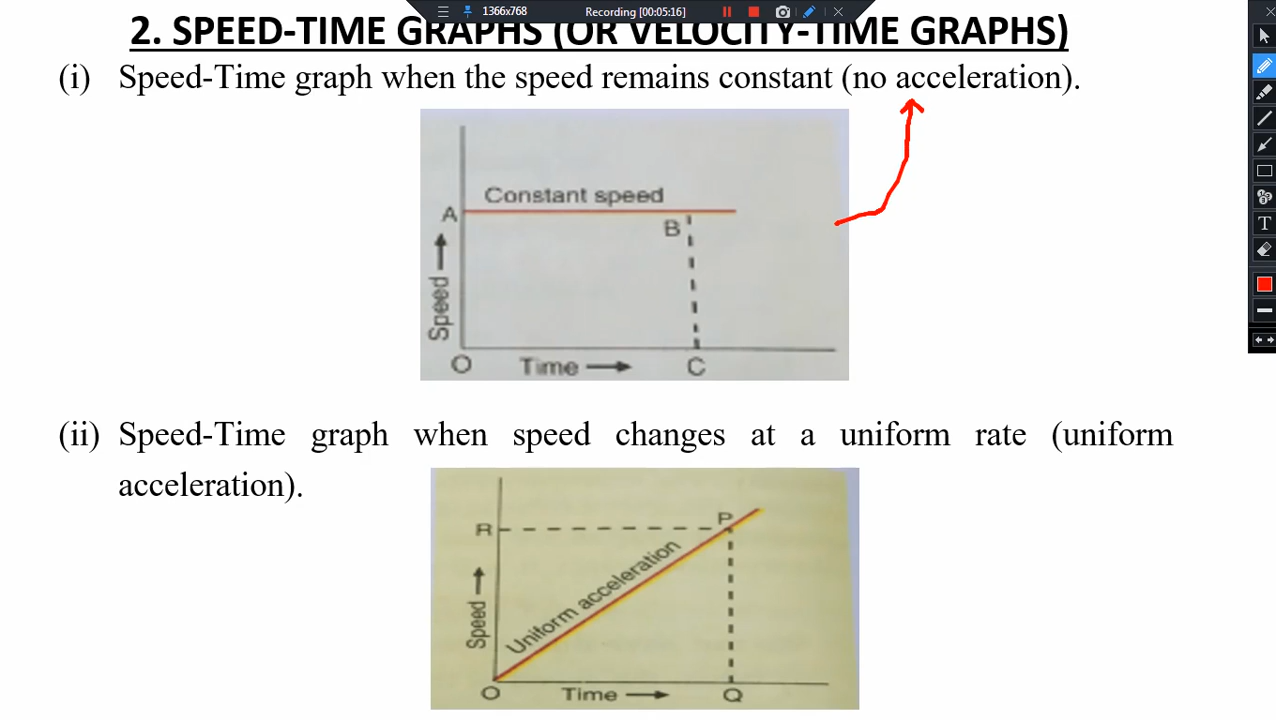 1366x768
Recording [00:05:16]
2. SPEED-TIME GRAPHS (OR VELOCITY-TIME GRAPHS)
(i) Speed-Time graph when the speed remains constant (no acceleration).
Constant speed
A
B
Speed
O Time C
(ii) Speed-Time graph when speed changes at a uniform rate (uniform
acceleration).
P
R
Uniform acceleration
Speed
O Time Q
T